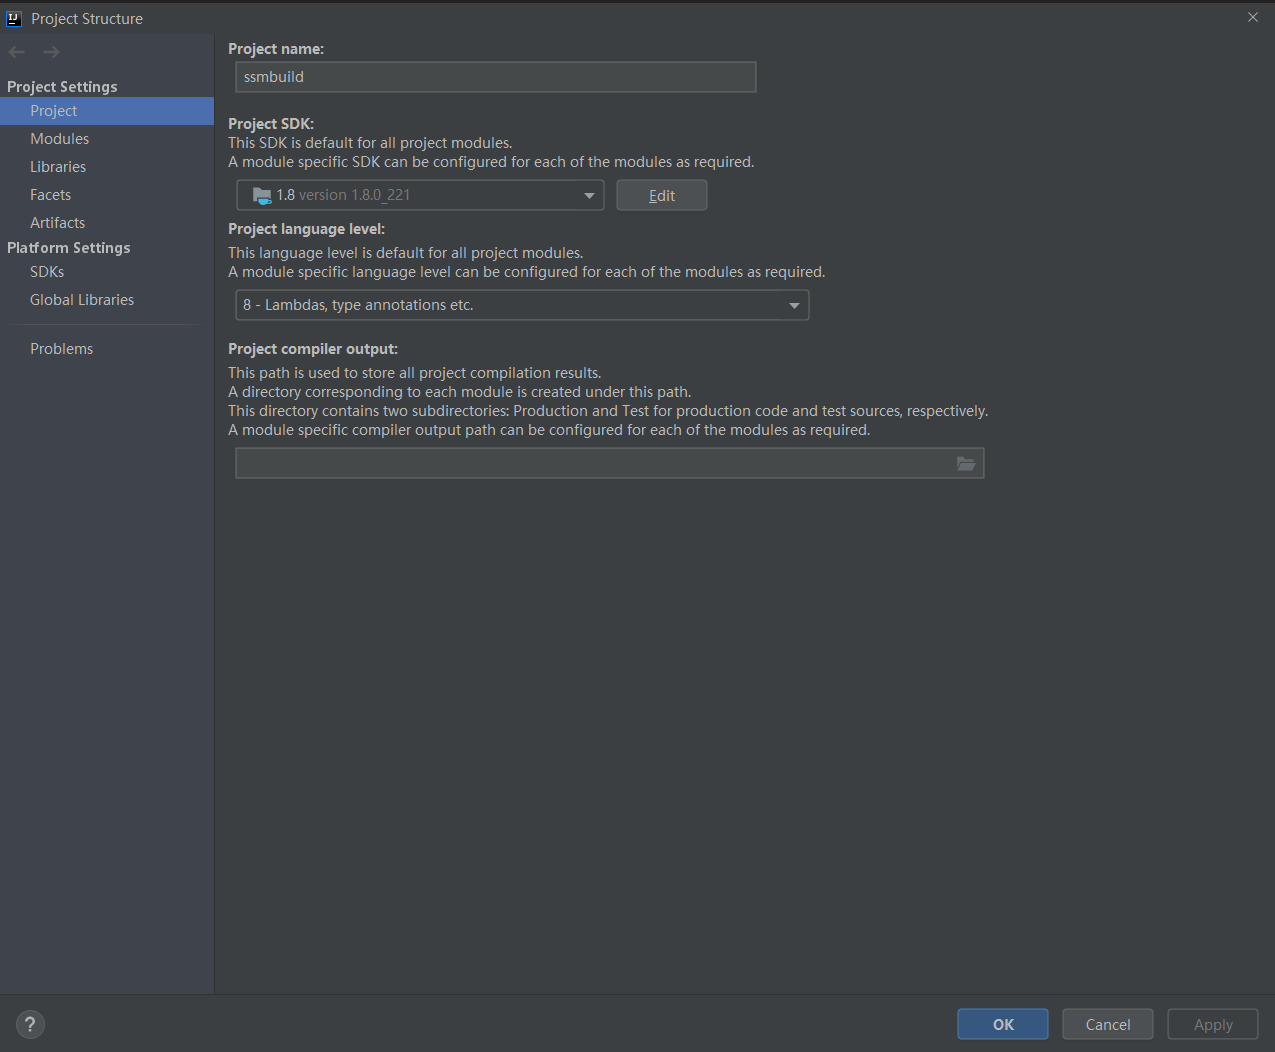 Project Structure
Project Settings
Project
Modules
Libraries
Facets
Artifacts
Platform Settings
SDKs
Global Libraries
Problems
Project name:
ssmbuild
Project SDK:
This SDK is default for all project modules.
A module specific SDK can be configured for each of the modules as required.
1.8 version 1.8.0_221
Edit
Project language level:
This language level is default for all project modules.
A module specific language level can be configured for each of the modules as required.
8 - Lambdas, type annotations etc.
Project compiler output:
This path is used to store all project compilation results.
A directory corresponding to each module is created under this path.
This directory contains two subdirectories: Production and Test for production code and test sources, respectively.
A module specific compiler output path can be configured for each of the modules as required.
?
OK
Cancel
Apply